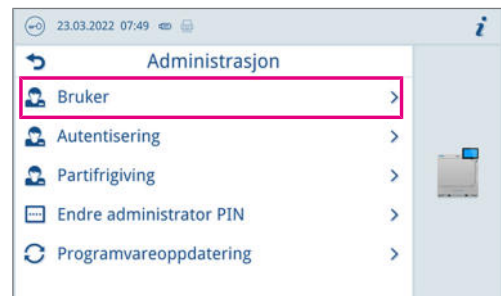 23.03.2022 07:49
Administrasjon
Bruker
Autentisering
Partifrigiving
Endre administrator PIN
Programvareoppdatering